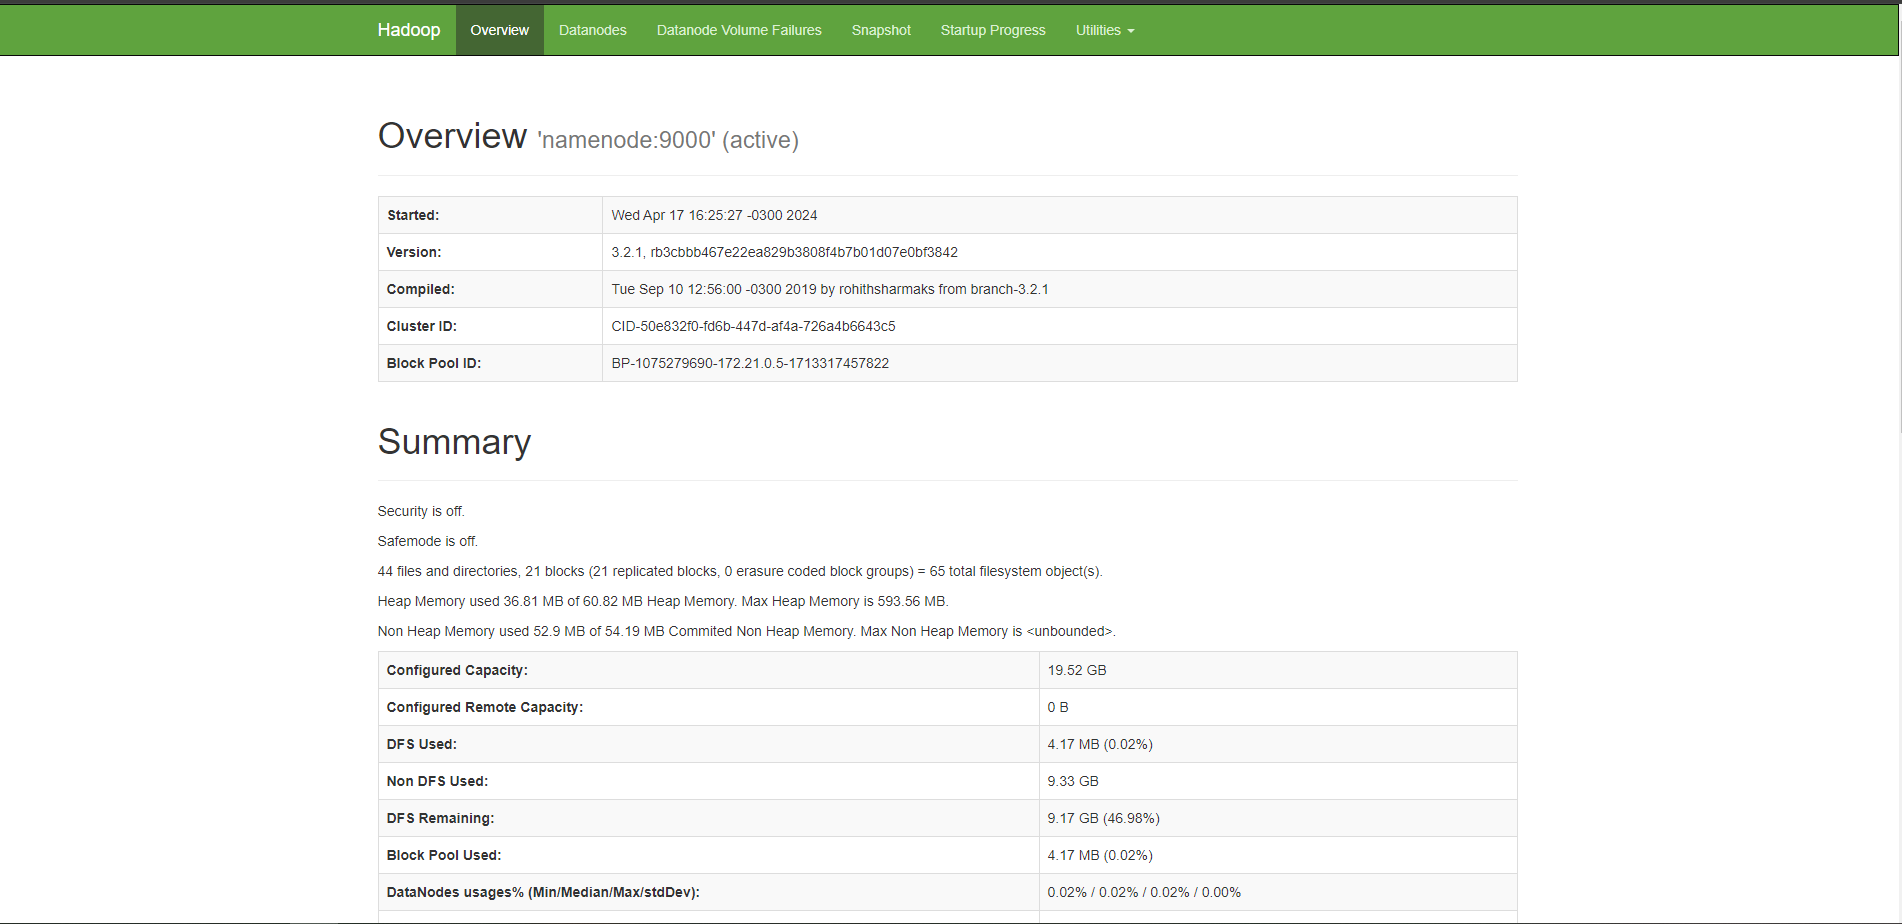 Hadoop Overview Datanodes Datanode Volume Failures Snapshot Startup Progress Utilities
Overview 'namenode:9000' (active)
Started: Wed Apr 17 16:25:27 -0300 2024
Version: 3.2.1, rb3cbbb467e22ea829b3808f4b7b01d07e0bf3842
Compiled: Tue Sep 10 12:56:00 -0300 2019 by rohithsharmaks from branch-3.2.1
Cluster ID: CID-50e832f0-fd6b-447d-af4a-726a4b6643c5
Block Pool ID: BP-1075279690-172.21.0.5-1713317457822
Summary
Security is off.
Safemode is off.
44 files and directories, 21 blocks (21 replicated blocks, 0 erasure coded block groups) = 65 total filesystem object(s).
Heap Memory used 36.81 MB of 60.82 MB Heap Memory. Max Heap Memory is 593.56 MB.
Non Heap Memory used 52.9 MB of 54.19 MB Commited Non Heap Memory. Max Non Heap Memory is <unbounded>.
Configured Capacity: 19.52 GB
Configured Remote Capacity: 0 B
DFS Used: 4.17 MB (0.02%)
Non DFS Used: 9.33 GB
DFS Remaining: 9.17 GB (46.98%)
Block Pool Used: 4.17 MB (0.02%)
DataNodes usages% (Min/Median/Max/stdDev): 0.02% / 0.02% / 0.02% / 0.00%